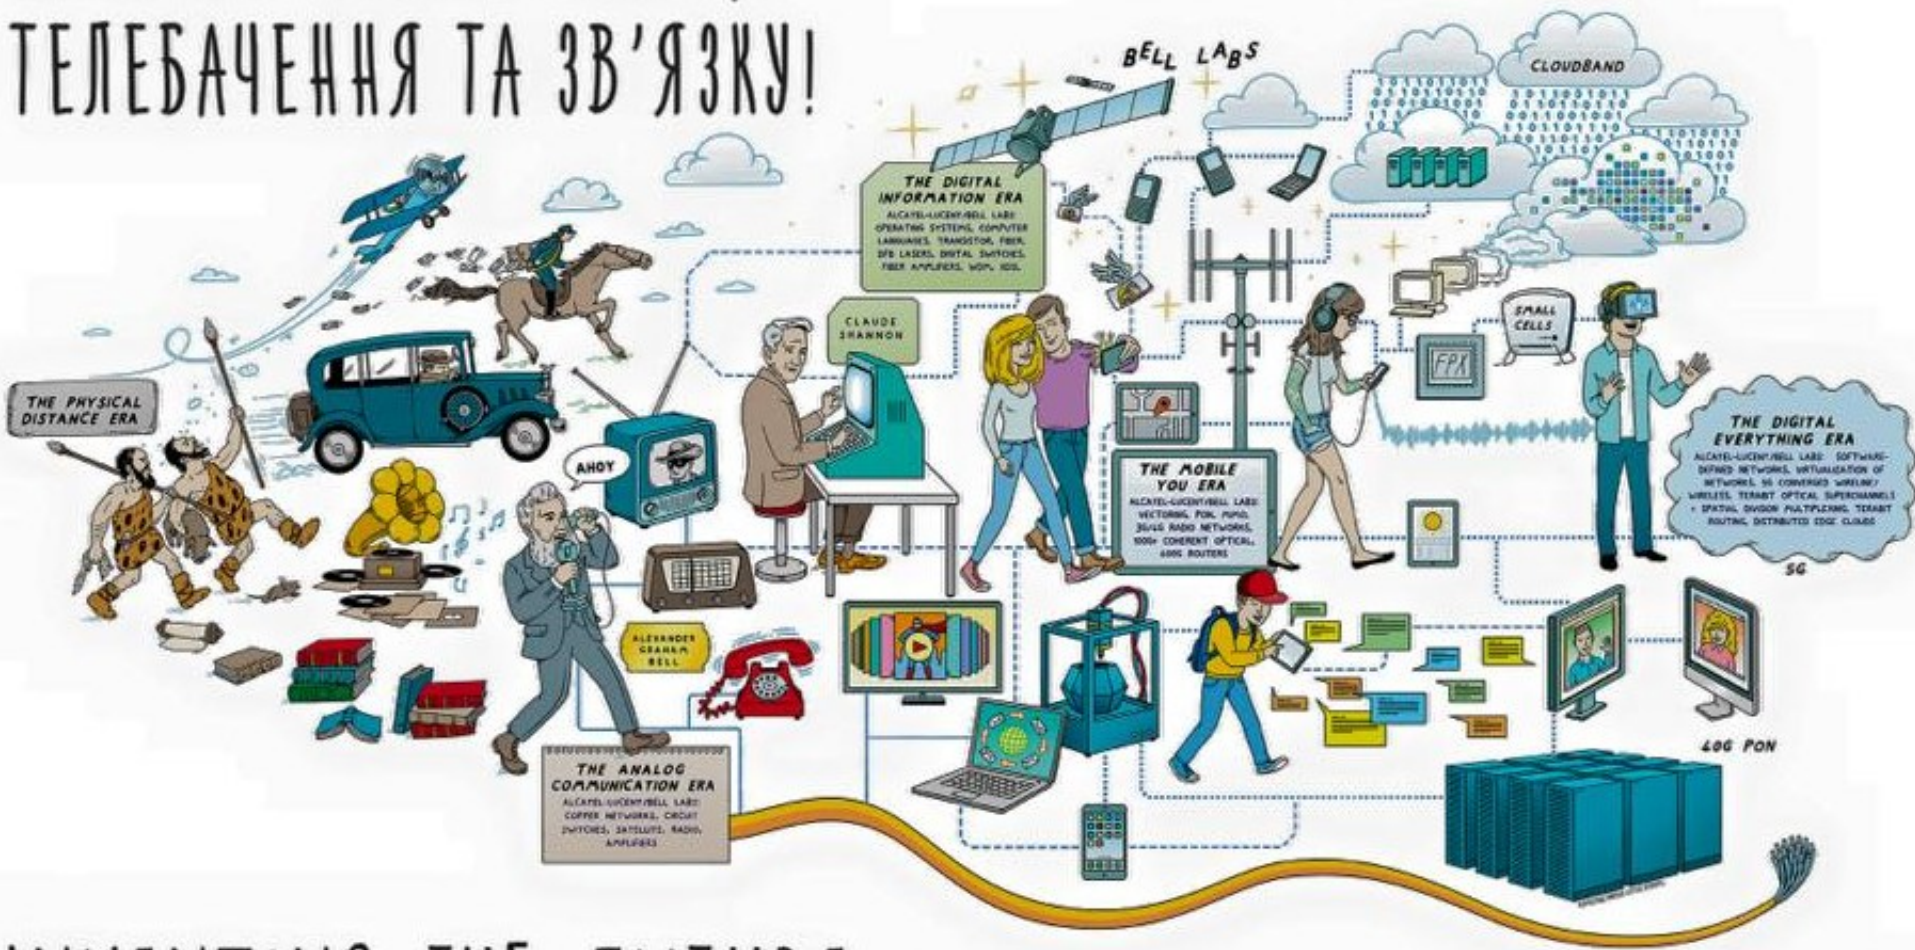 ТЕЛЕБАЧЕННЯ ТА ЗВ'ЯЗКУ!
BELL LABS
CLOUDBAND
THE DIGITAL
INFORMATION ERA
ALCATEL-LUCENT/BELL LABS:
OPERATING SYSTEMS, COMPUTER
LANGUAGES, TRANSISTOR, FIBER,
DFB LASERS, DIGITAL SWITCHES,
FIBER AMPLIFIERS, WDM, XDSL
CLAUDE
SHANNON
SMALL
CELLS
FPX
THE PHYSICAL
DISTANCE ERA
AHOY
THE DIGITAL
EVERYTHING ERA
ALCATEL-LUCENT/BELL LABS: SOFTWARE-
DEFINED NETWORKS, VIRTUALIZATION OF
NETWORKS, 5G CONVERGED WIRELINE/
WIRELESS, TERABIT OPTICAL SUPERCHANNELS
+ SPATIAL DIVISION MULTIPLEXING, TERABIT
ROUTING, DISTRIBUTED EDGE CLOUDS
5G
THE MOBILE
YOU ERA
ALCATEL-LUCENT/BELL LABS:
VECTORING, PON, MIMO,
3G/4G RADIO NETWORKS,
100G+ COHERENT OPTICAL,
400G ROUTERS
ALEXANDER
GRAHAM
BELL
40G PON
THE ANALOG
COMMUNICATION ERA
ALCATEL-LUCENT/BELL LABS:
COPPER NETWORKS, CIRCUIT
SWITCHES, SATELLITE, RADIO,
AMPLIFIERS